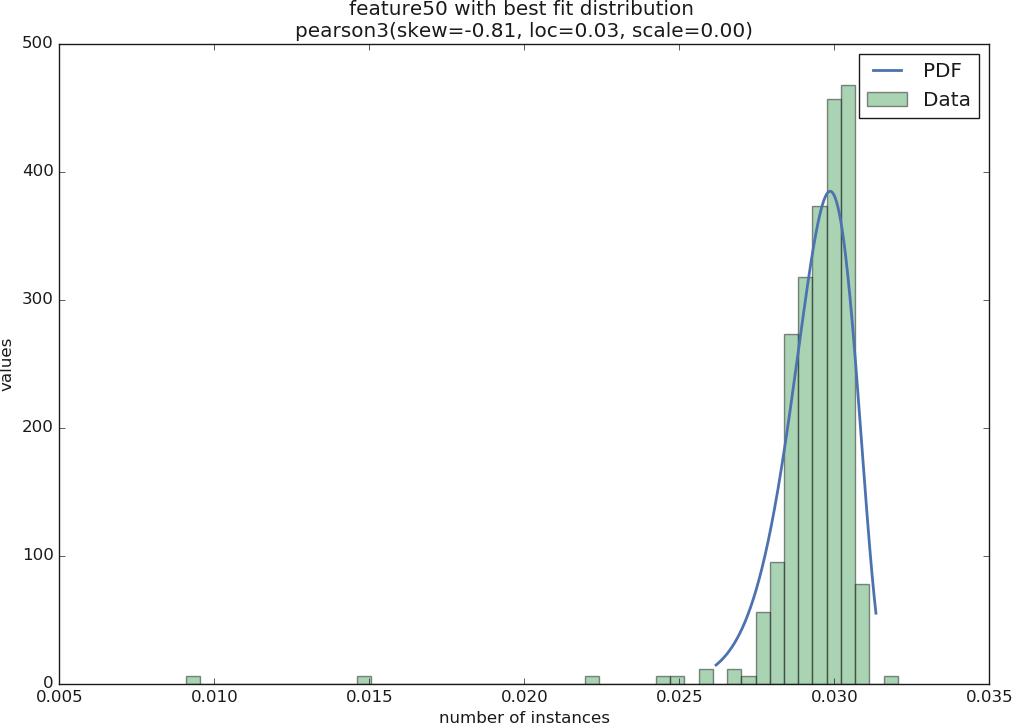 feature50 with best fit distribution
pearson3(skew=-0.81, loc=0.03, scale=0.00)
500
400
300
200
100
0
values
PDF
Data
0.005
0.010
0.015
0.020
0.025
0.030
0.035
number of instances